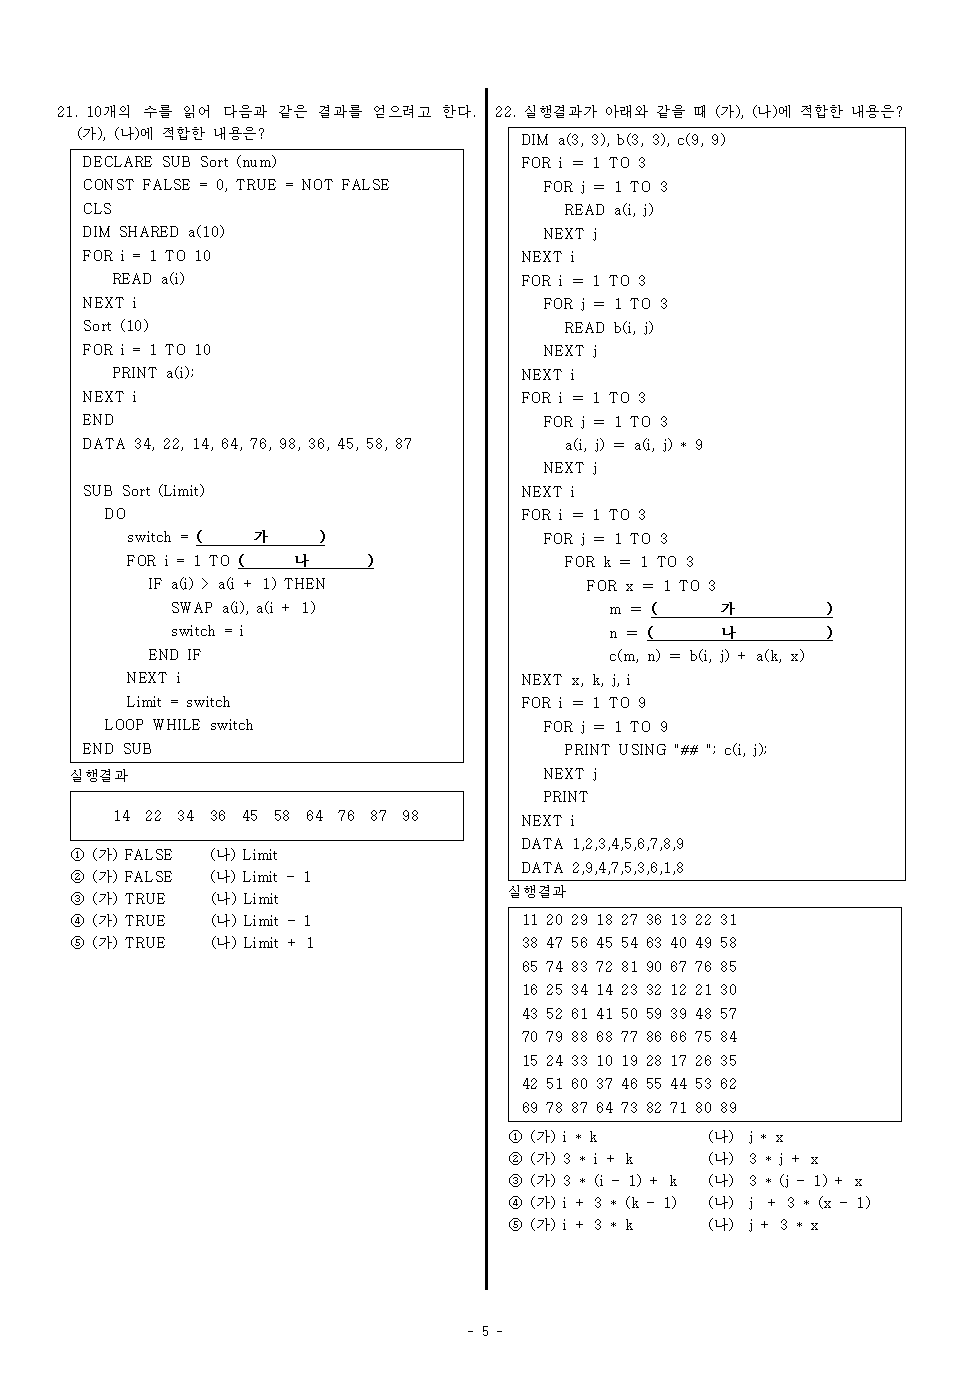 21. 10개의 수를 읽어 다음과 같은 결과를 얻으려고 한다.
(가), (나)에 적합한 내용은?
DECLARE SUB Sort (num)
CONST FALSE = 0, TRUE = NOT FALSE
CLS
DIM SHARED a(10)
FOR i = 1 TO 10
READ a(i)
NEXT i
Sort (10)
FOR i = 1 TO 10
PRINT a(i);
NEXT i
END
DATA 34, 22, 14, 64, 76, 98, 36, 45, 58, 87
SUB Sort (Limit)
DO
switch = ( 가 )
FOR i = 1 TO ( 나 )
IF a(i) > a(i + 1) THEN
SWAP a(i), a(i + 1)
switch = i
END IF
NEXT i
Limit = switch
LOOP WHILE switch
END SUB
실행결과
14 22 34 36 45 58 64 76 87 98
① (가) FALSE (나) Limit
② (가) FALSE (나) Limit - 1
③ (가) TRUE (나) Limit
④ (가) TRUE (나) Limit - 1
⑤ (가) TRUE (나) Limit + 1
22. 실행결과가 아래와 같을 때 (가), (나)에 적합한 내용은?
DIM a(3, 3), b(3, 3), c(9, 9)
FOR i = 1 TO 3
FOR j = 1 TO 3
READ a(i, j)
NEXT j
NEXT i
FOR i = 1 TO 3
FOR j = 1 TO 3
READ b(i, j)
NEXT j
NEXT i
FOR i = 1 TO 3
FOR j = 1 TO 3
a(i, j) = a(i, j) * 9
NEXT j
NEXT i
FOR i = 1 TO 3
FOR j = 1 TO 3
FOR k = 1 TO 3
FOR x = 1 TO 3
m = ( 가 )
n = ( 나 )
c(m, n) = b(i, j) + a(k, x)
NEXT x, k, j, i
FOR i = 1 TO 9
FOR j = 1 TO 9
PRINT USING "## "; c(i, j);
NEXT j
PRINT
NEXT i
DATA 1,2,3,4,5,6,7,8,9
DATA 2,9,4,7,5,3,6,1,8
실행결과
11 20 29 18 27 36 13 22 31
38 47 56 45 54 63 40 49 58
65 74 83 72 81 90 67 76 85
16 25 34 14 23 32 12 21 30
43 52 61 41 50 59 39 48 57
70 79 88 68 77 86 66 75 84
15 24 33 10 19 28 17 26 35
42 51 60 37 46 55 44 53 62
69 78 87 64 73 82 71 80 89
① (가) i * k (나) j * x
② (가) 3 * i + k (나) 3 * j + x
③ (가) 3 * (i - 1) + k (나) 3 * (j - 1) + x
④ (가) i + 3 * (k - 1) (나) j + 3 * (x - 1)
⑤ (가) i + 3 * k (나) j + 3 * x
- 5 -